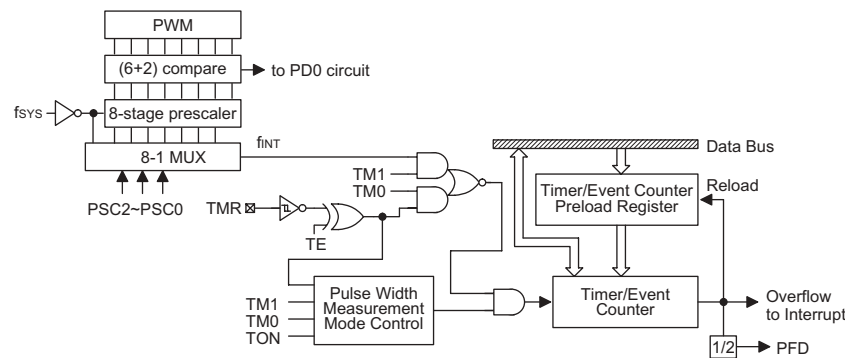 PWM
(6+2) compare
to PD0 circuit
fSYS
8-stage prescaler
8-1 MUX
fINT
PSC2~PSC0
TM1
TM0
TMR
TE
Data Bus
Timer/Event Counter
Preload Register
Reload
TM1
TM0
TON
Pulse Width
Measurement
Mode Control
Timer/Event
Counter
Overflow
to Interrupt
1/2
PFD